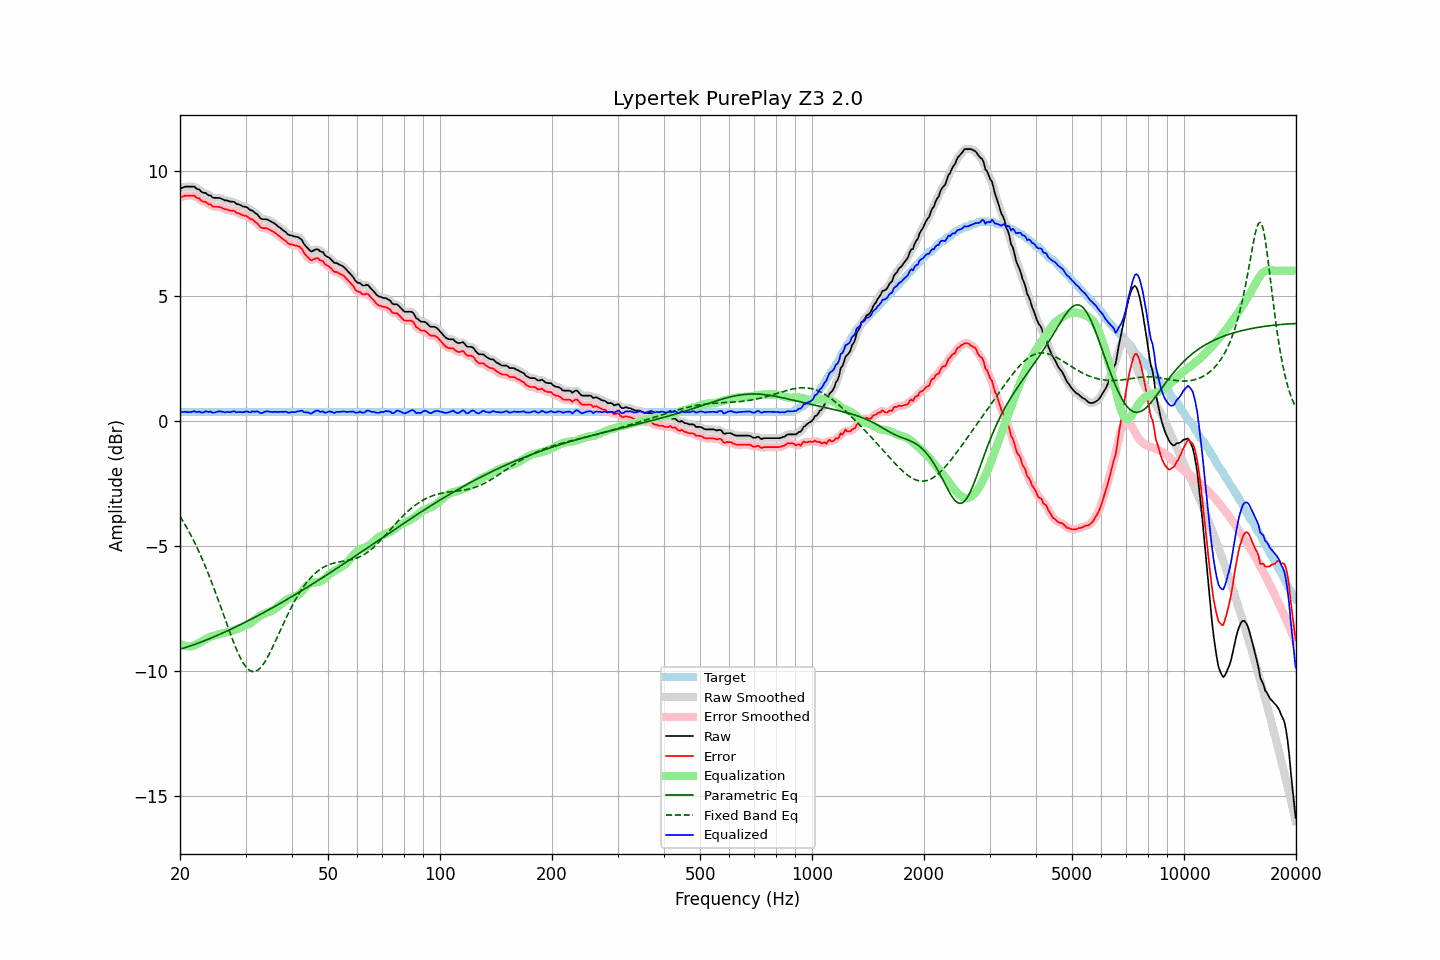 Lypertek PurePlay Z3 2.0
Amplitude (dBr)
10
5
0
−5
−10
−15
Target
Raw Smoothed
Error Smoothed
Raw
Error
Equalization
Parametric Eq
Fixed Band Eq
Equalized
20 50 100 200 500 1000 2000 5000 10000 20000
Frequency (Hz)